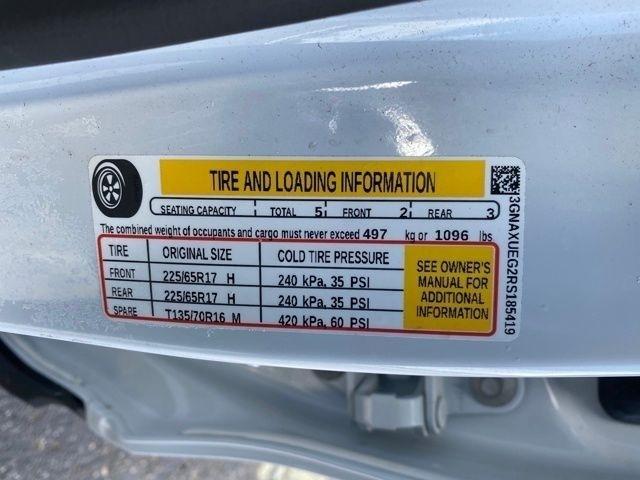 TIRE AND LOADING INFORMATION
SEATING CAPACITY TOTAL 5 FRONT 2 REAR 3
The combined weight of occupants and cargo must never exceed 497 kg or 1096 lbs
TIRE ORIGINAL SIZE COLD TIRE PRESSURE
FRONT 225/65R17 H 240 kPa, 35 PSI
REAR 225/65R17 H 240 kPa, 35 PSI
SPARE T135/70R16 M 420 kPa, 60 PSI
SEE OWNER'S
MANUAL FOR
ADDITIONAL
INFORMATION
3GNAXUEG2RS185419